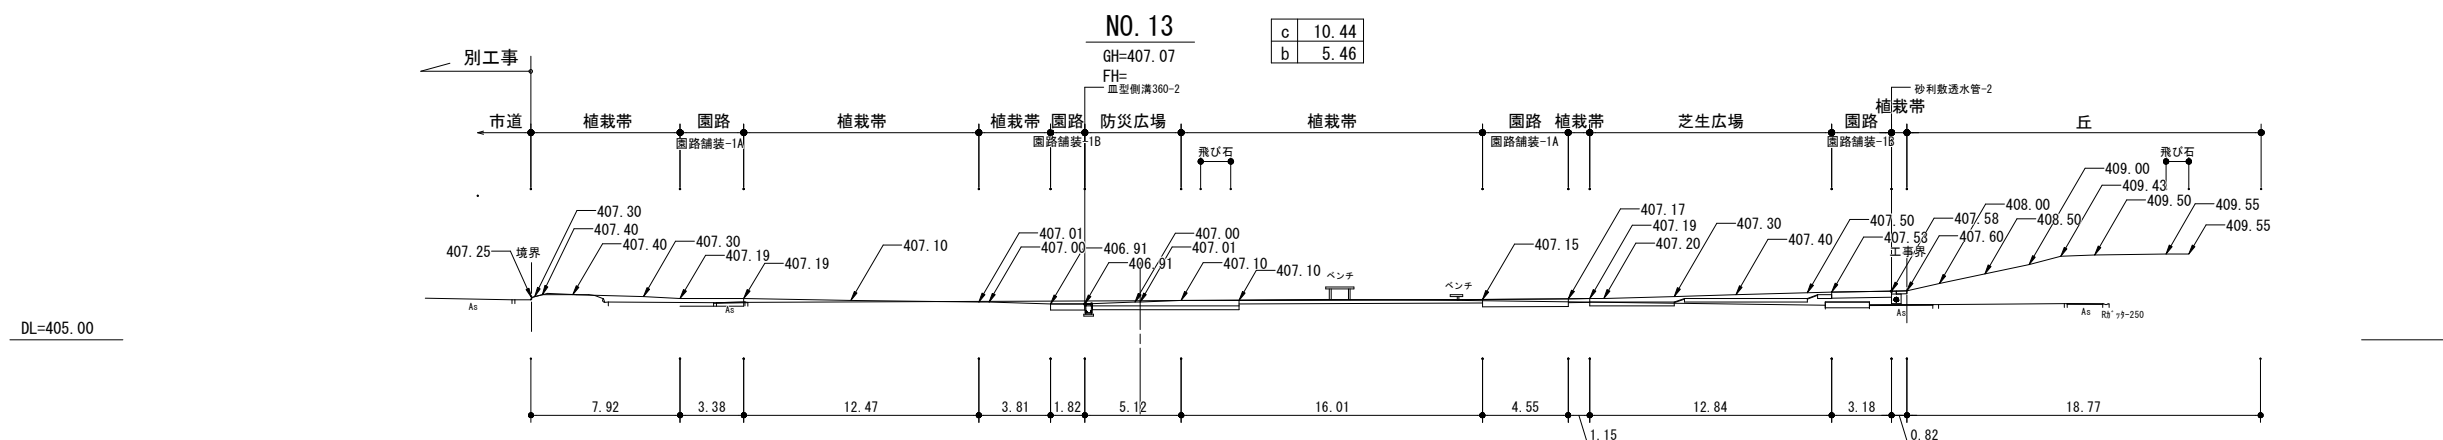 NO.13
GH=407.07
FH=
c 10.44
b 5.46
別工事
皿型側溝360-2
砂利敷透水管-2
市道 植栽帯 園路 植栽帯 植栽帯 園路 防災広場 植栽帯 園路 植栽帯 芝生広場 園路 植栽帯 丘
園路舗装-1A 園路舗装-1B 園路舗装-1A 園路舗装-1B
飛び石 飛び石
407.25 境界 407.30 407.40 407.40 407.30 407.19 407.19 407.10 407.01 407.00 406.91 406.91 407.00 407.01 407.10 407.10 ベンチ ベンチ 407.15 407.17 407.19 407.20 407.30 407.40 407.50 407.53 407.58 407.60 工事界 408.00 408.50 409.00 409.43 409.50 409.55 409.55
As As As As Rガッター-250
DL=405.00
7.92 3.38 12.47 3.81 1.82 5.12 16.01 4.55 1.15 12.84 3.18 0.82 18.77